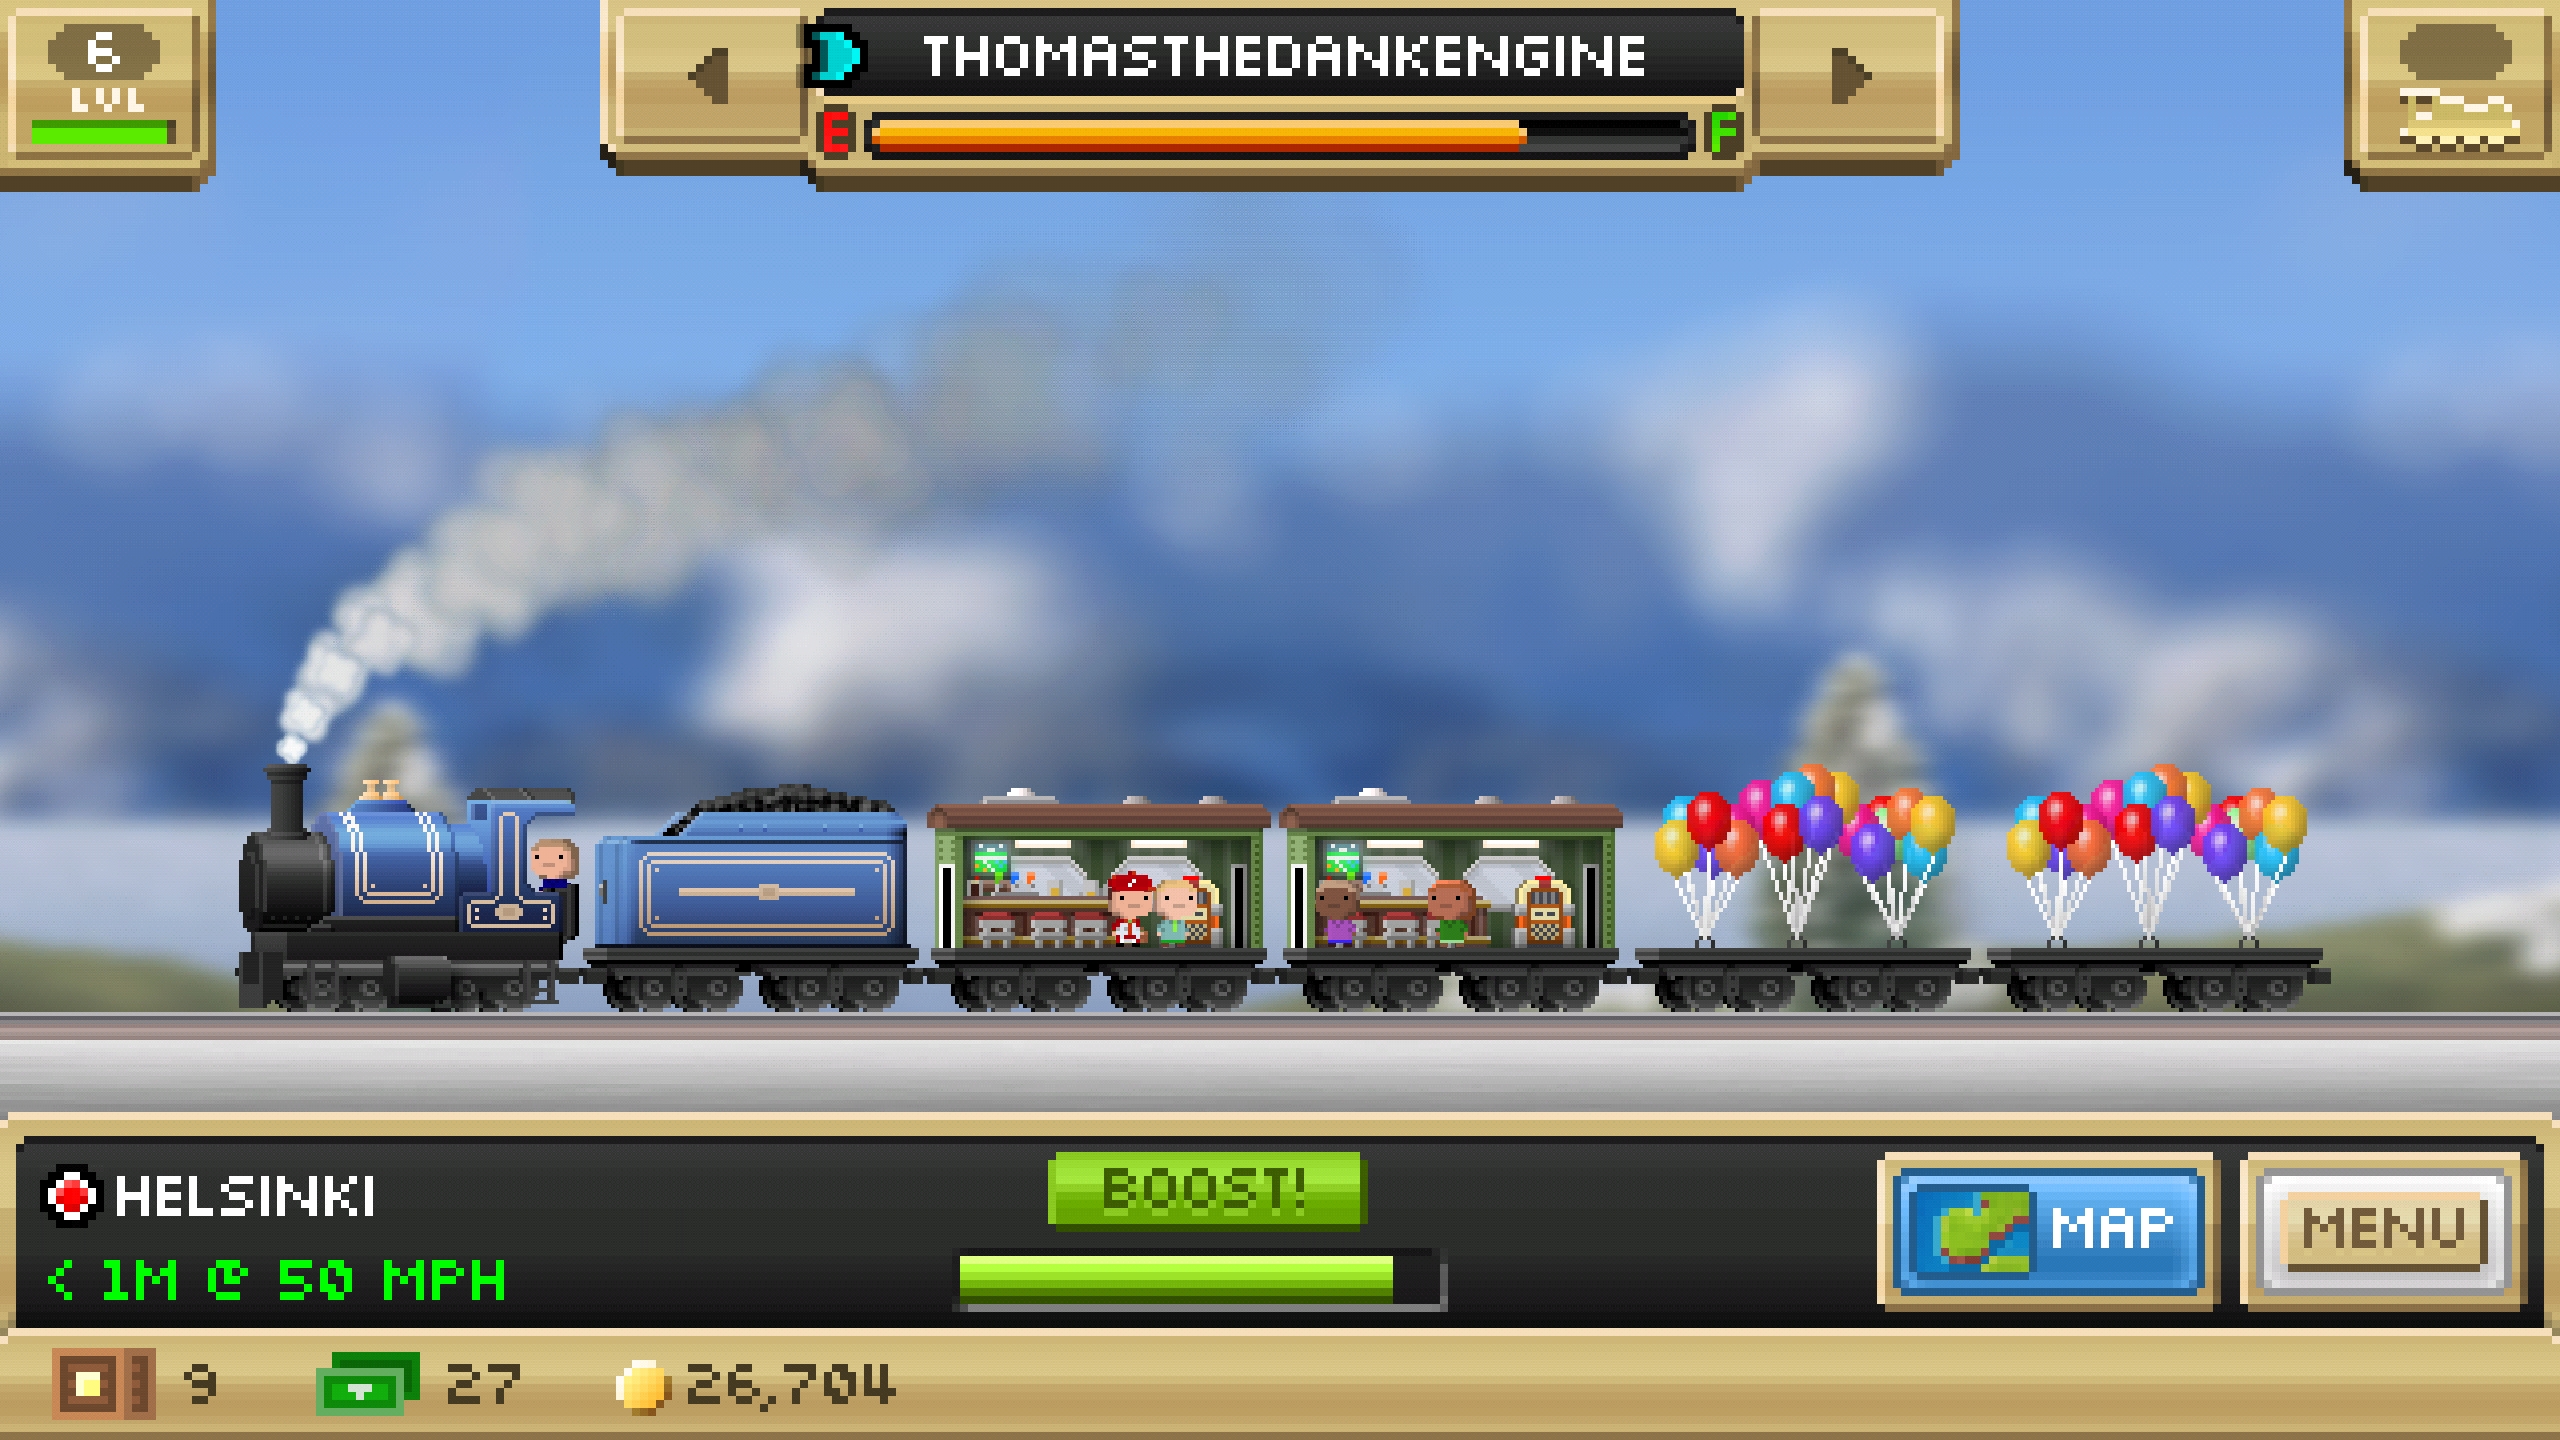 6
LVL
THOMASTHEDANKENGINE
E F
HELSINKI
< 1M @ 50 MPH
BOOST!
MAP
MENU
9 27 26,704